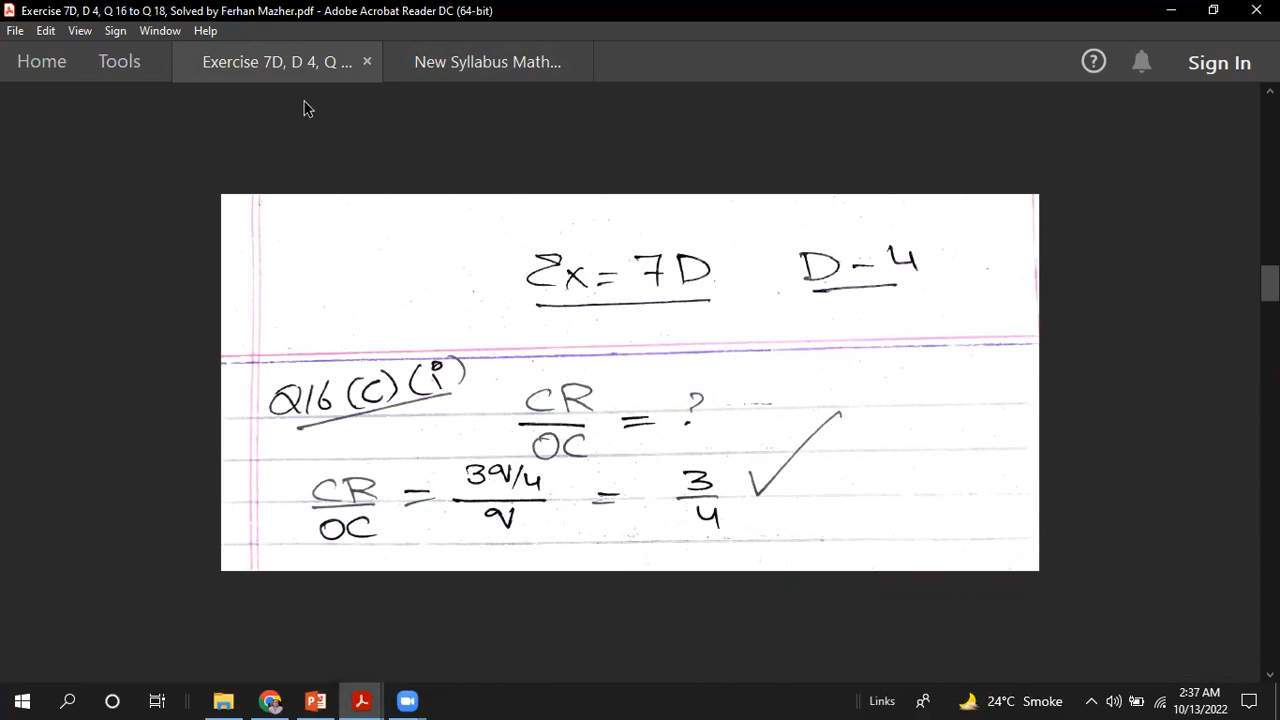 Exercise 7D, D 4, Q 16 to Q 18, Solved by Ferhan Mazher.pdf - Adobe Acrobat Reader DC (64-bit)
File Edit View Sign Window Help
Home Tools Exercise 7D, D 4, Q ... × New Syllabus Math... ? Sign In
Ex = 7D D - 4
Q16 (C) (i) CR/OC = ? ....
CR/OC = 3q/4 / q = 3/4 ✓
Links 24°C Smoke 2:37 AM
10/13/2022